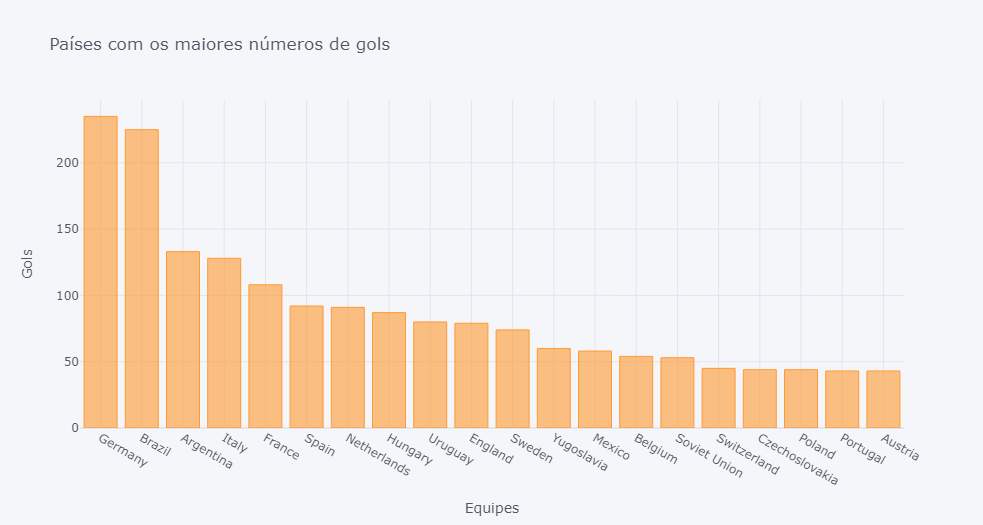 Países com os maiores números de gols
Gols
200
150
100
50
0
Germany
Brazil
Argentina
Italy
France
Spain
Netherlands
Hungary
Uruguay
England
Sweden
Yugoslavia
Mexico
Belgium
Soviet Union
Switzerland
Czechoslovakia
Poland
Portugal
Austria
Equipes